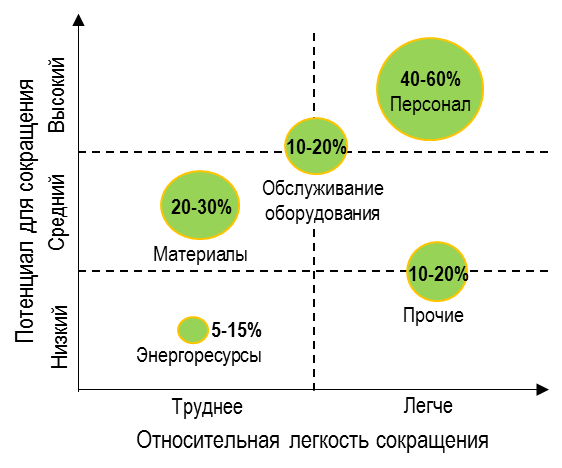 Потенциал для сокращения
Высокий
Средний
Низкий
40-60%
Персонал
10-20%
Обслуживание
оборудования
20-30%
Материалы
10-20%
Прочие
5-15%
Энергоресурсы
Труднее
Легче
Относительная легкость сокращения